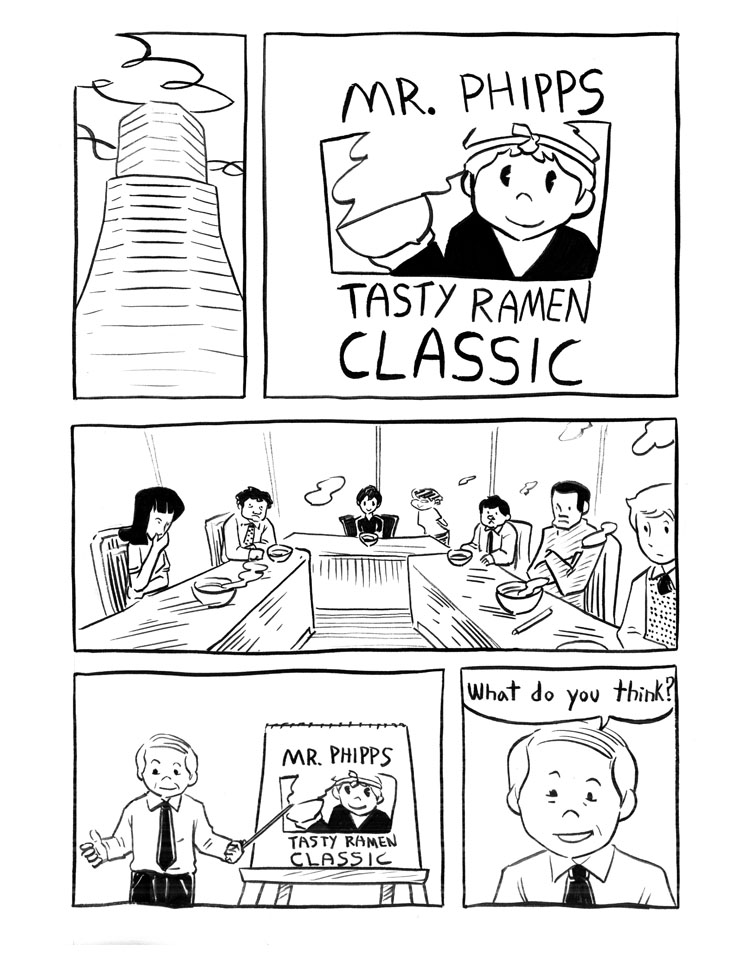 MR. PHIPPS
TASTY RAMEN
CLASSIC
MR. PHIPPS
TASTY RAMEN
CLASSIC
What do you think?